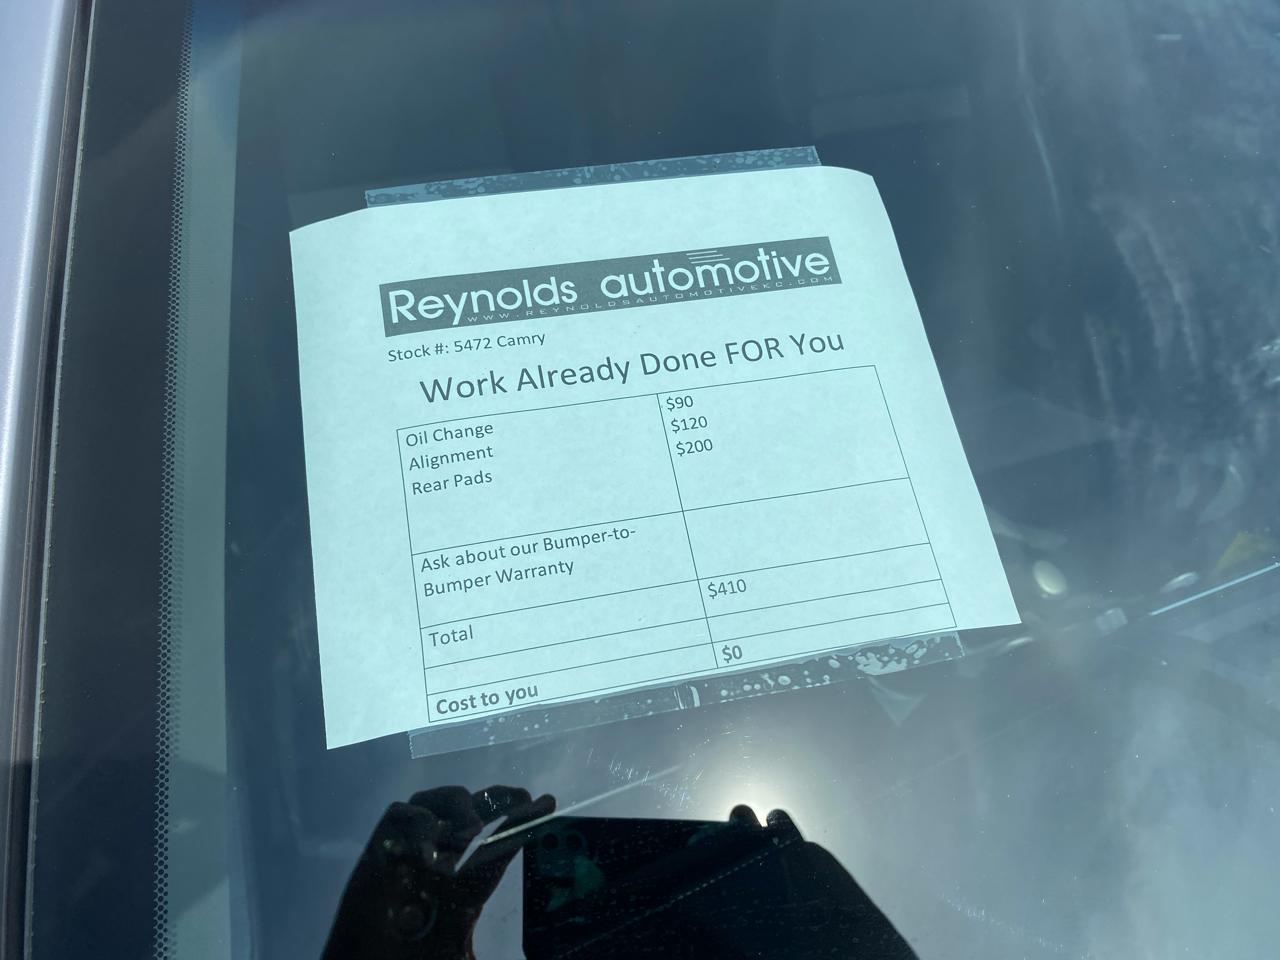 Reynolds automotive
WWW.REYNOLDSAUTOMOTIVEKC.COM
Stock #: 5472 Camry
Work Already Done FOR You
Oil Change $90
Alignment $120
Rear Pads $200
Ask about our Bumper-to-
Bumper Warranty
Total $410
Cost to you $0